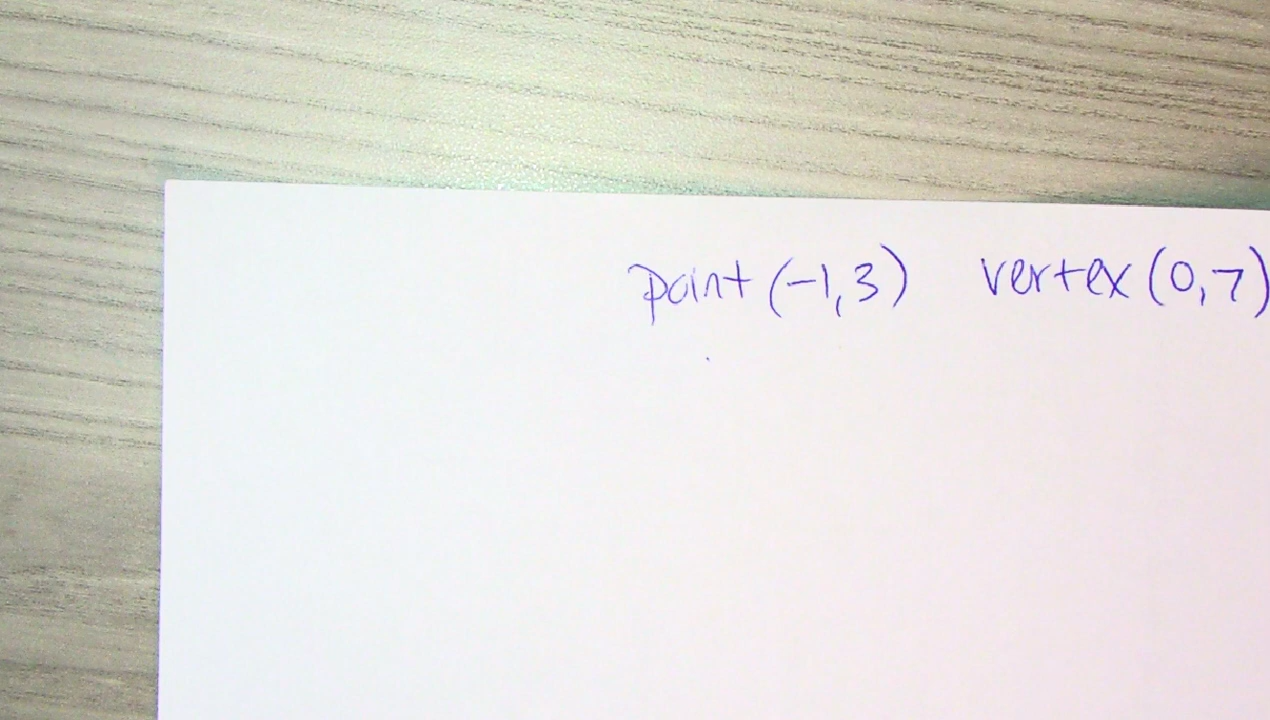 point (-1,3) vertex (0,7)